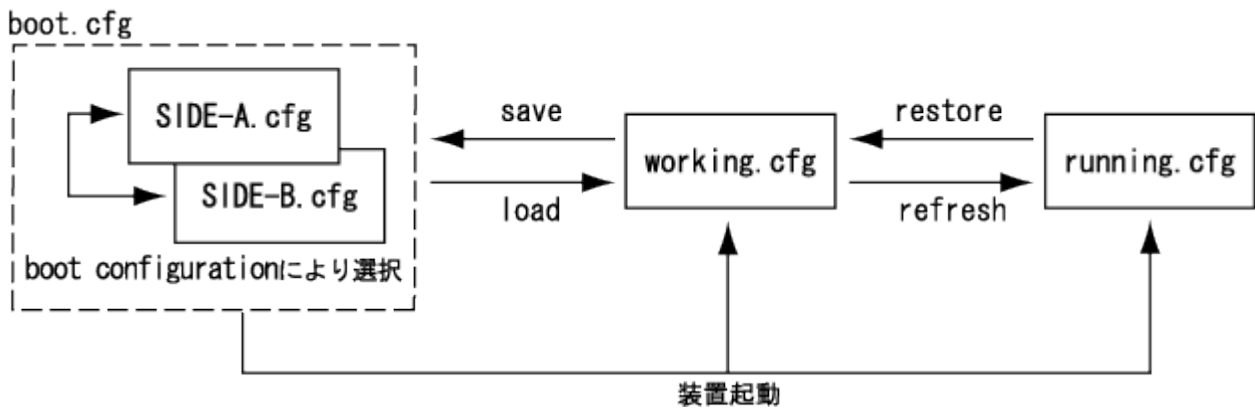 boot.cfg
SIDE-A.cfg
SIDE-B.cfg
boot configurationにより選択
save
load
working.cfg
restore
refresh
running.cfg
装置起動